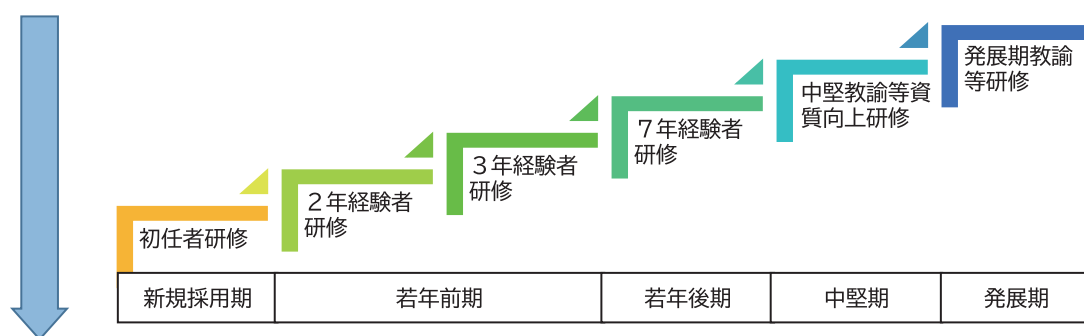 初任者研修
２年経験者
研修
３年経験者
研修
７年経験者
研修
中堅教諭等資
質向上研修
発展期教諭
等研修
新規採用期
若年前期
若年後期
中堅期
発展期